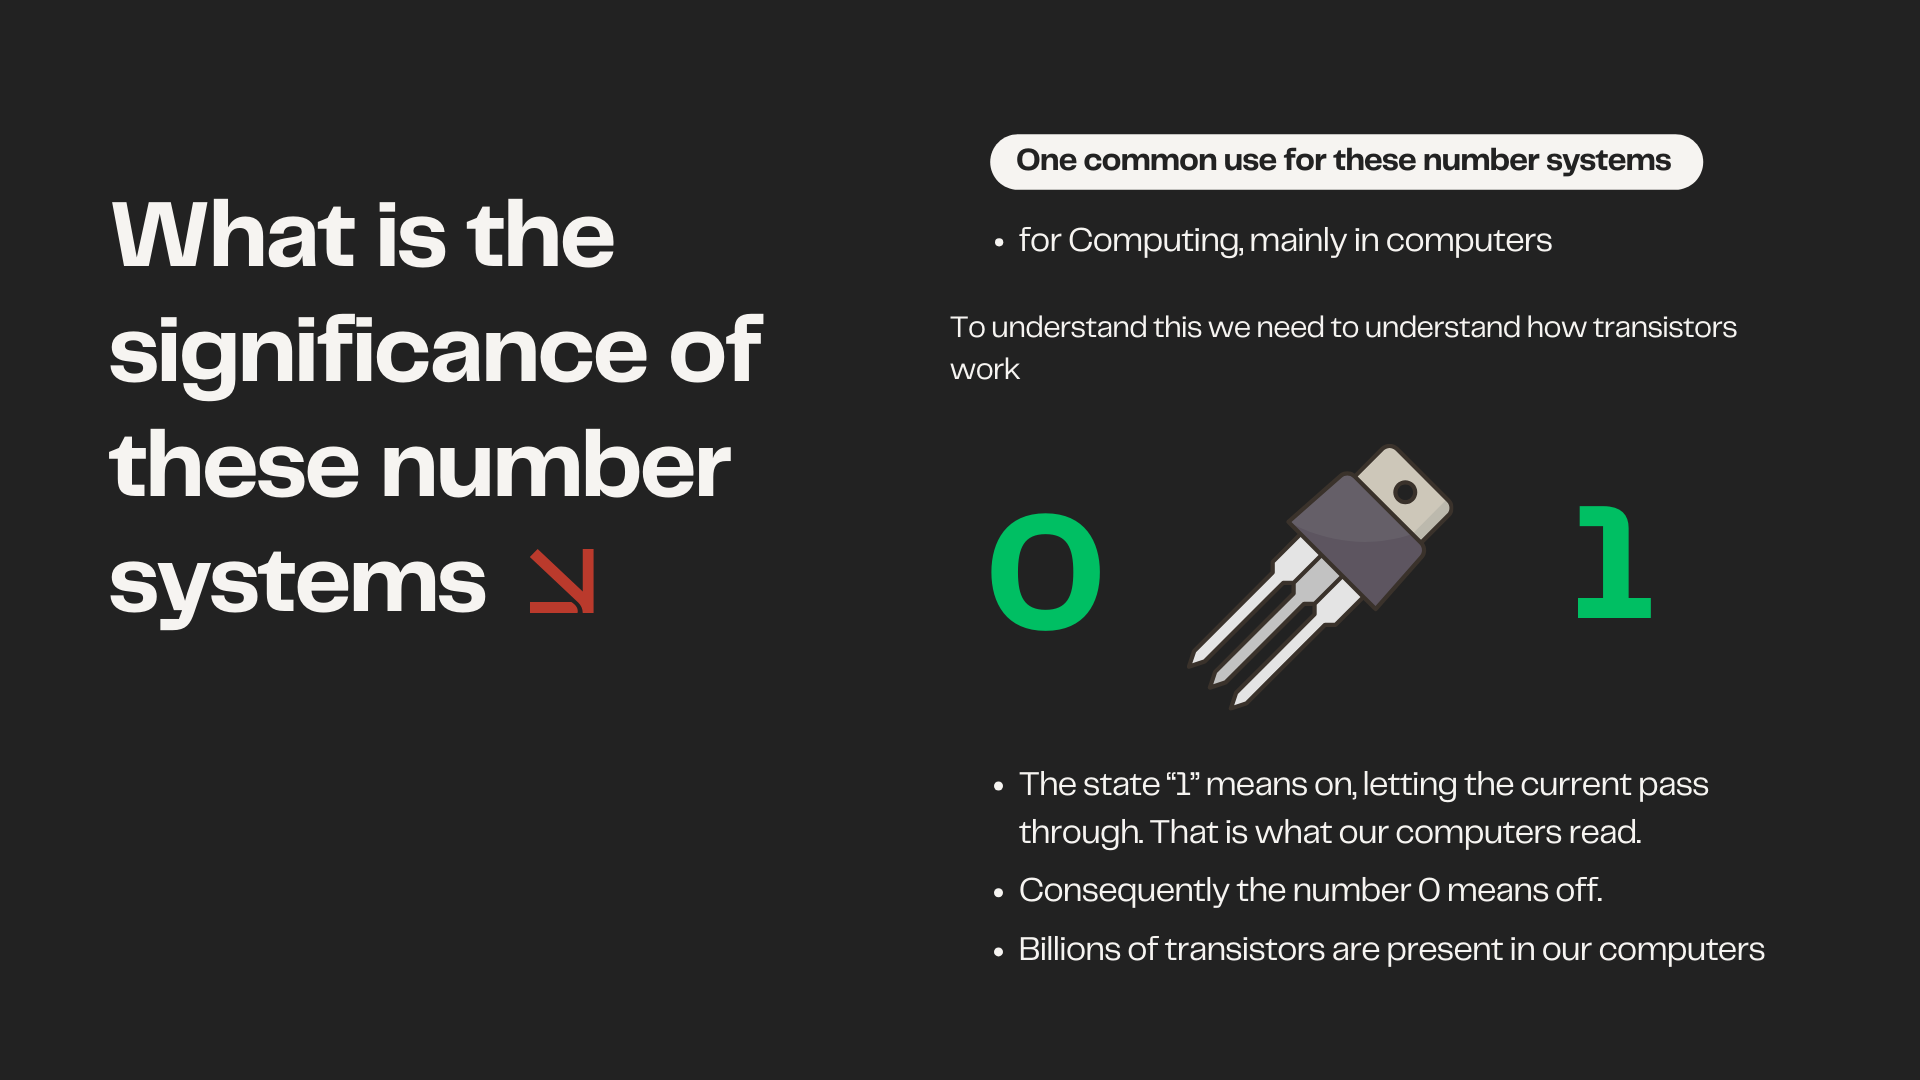 What is the
significance of
these number
systems
One common use for these number systems
• for Computing, mainly in computers
To understand this we need to understand how transistors
work
0
1
• The state “1” means on, letting the current pass
through. That is what our computers read.
• Consequently the number 0 means off.
• Billions of transistors are present in our computers